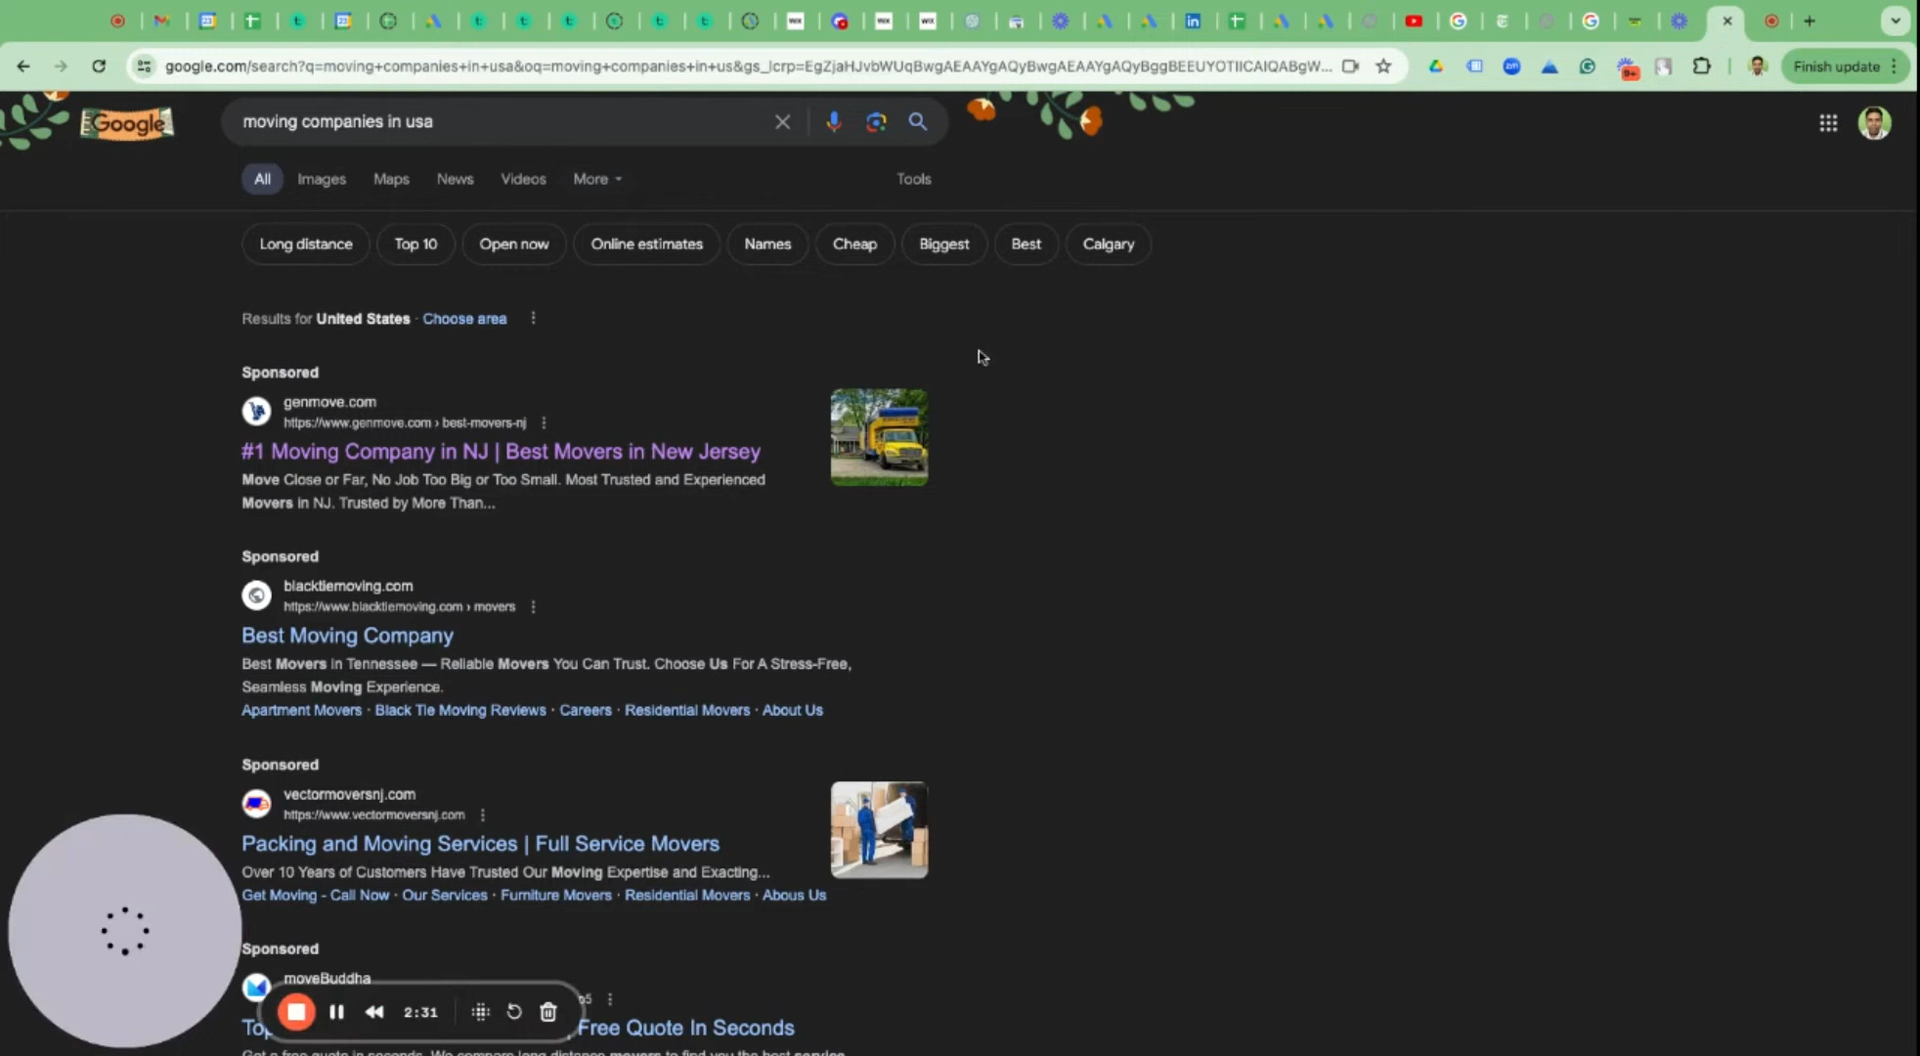 google.com/search?q=moving+companies+in+usa&oq=moving+companies+in+us&gs_lcrp=EgZjaHJvbWUqBwgAEAAYgAQyBwgAEAAYgAQyBggBEEUYOTIICAIQABgW...
9+
Finish update
Google
moving companies in usa
All
Images
Maps
News
Videos
More
Tools
Long distance
Top 10
Open now
Online estimates
Names
Cheap
Biggest
Best
Calgary
Results for United States · Choose area
Sponsored
genmove.com
https://www.genmove.com › best-movers-nj
#1 Moving Company in NJ | Best Movers in New Jersey
Move Close or Far, No Job Too Big or Too Small. Most Trusted and Experienced
Movers in NJ. Trusted by More Than...
Sponsored
blacktiemoving.com
https://www.blacktiemoving.com › movers
Best Moving Company
Best Movers in Tennessee — Reliable Movers You Can Trust. Choose Us For A Stress-Free,
Seamless Moving Experience.
Apartment Movers · Black Tie Moving Reviews · Careers · Residential Movers · About Us
Sponsored
vectormoversnj.com
https://www.vectormoversnj.com
Packing and Moving Services | Full Service Movers
Over 10 Years of Customers Have Trusted Our Moving Expertise and Exacting...
Get Moving - Call Now · Our Services · Furniture Movers · Residential Movers · Abous Us
Sponsored
moveBuddha
2:31
Free Quote In Seconds